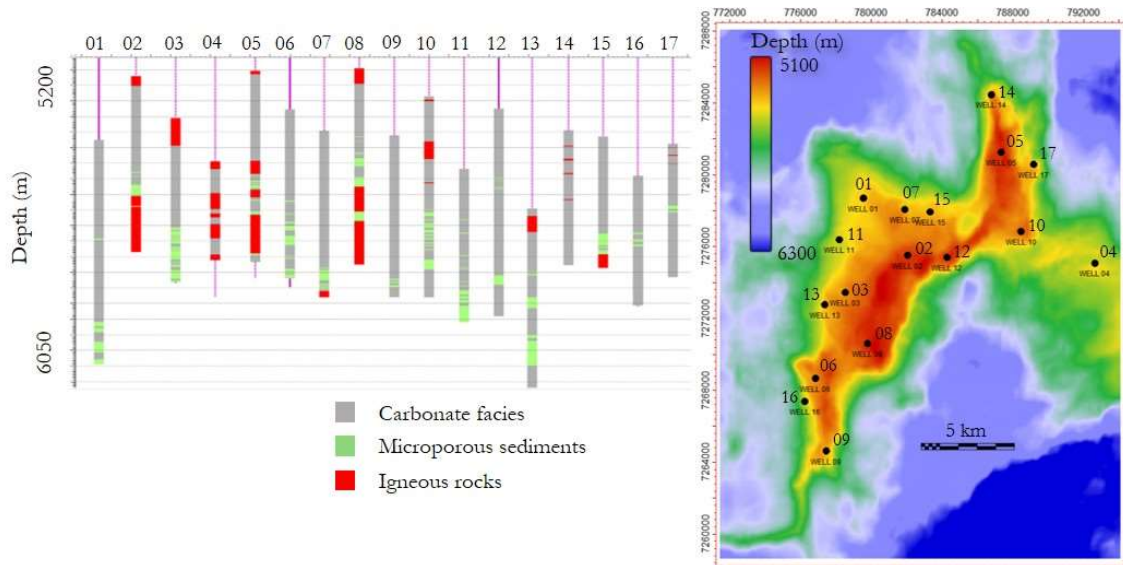 01 02 03 04 05 06 07 08 09 10 11 12 13 14 15 16 17
Depth (m)
5200
6050
Carbonate facies
Microporous sediments
Igneous rocks
772000 776000 780000 784000 788000 792000
7288000
7284000
7280000
7276000
7272000
7268000
7264000
7260000
Depth (m)
5100
6300
14
WELL 14
05
WELL 05
17
WELL 17
01
WELL 01
07
WELL 07
15
WELL 15
10
WELL 10
11
WELL 11
02
WELL 02
12
WELL 12
04
WELL 04
03
WELL 03
13
WELL 13
08
WELL 08
06
WELL 06
16
WELL 16
09
WELL 09
5 km